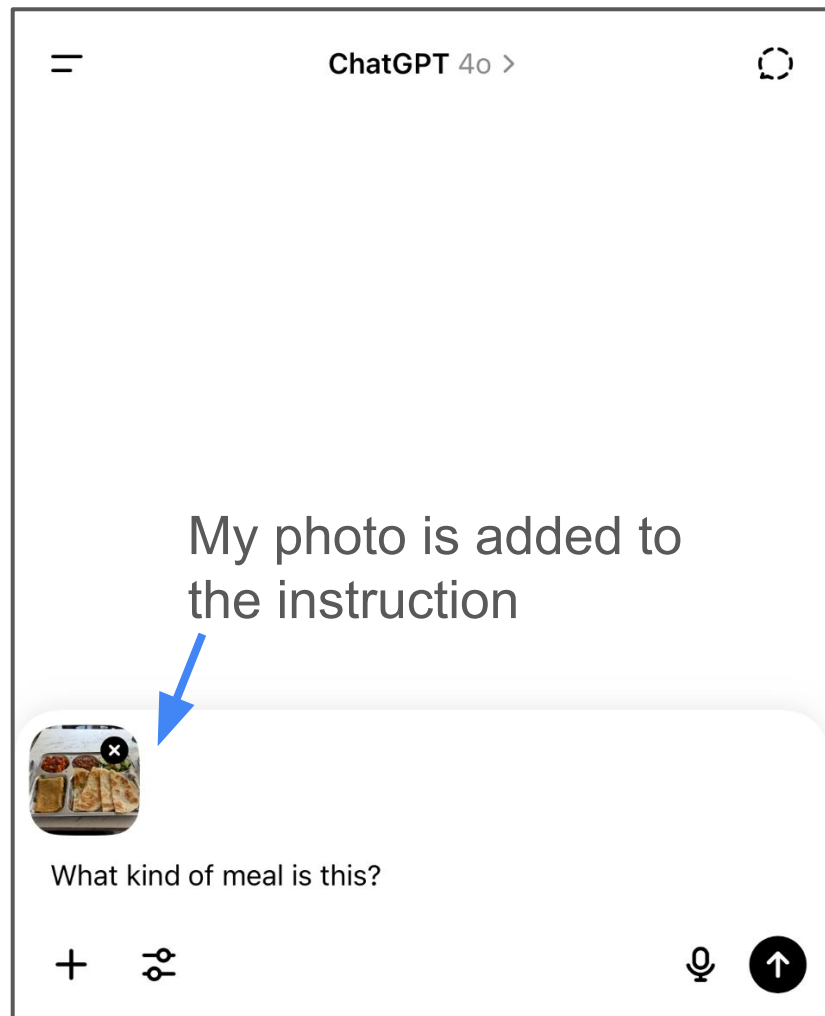 ChatGPT 4o >
My photo is added to
the instruction
What kind of meal is this?